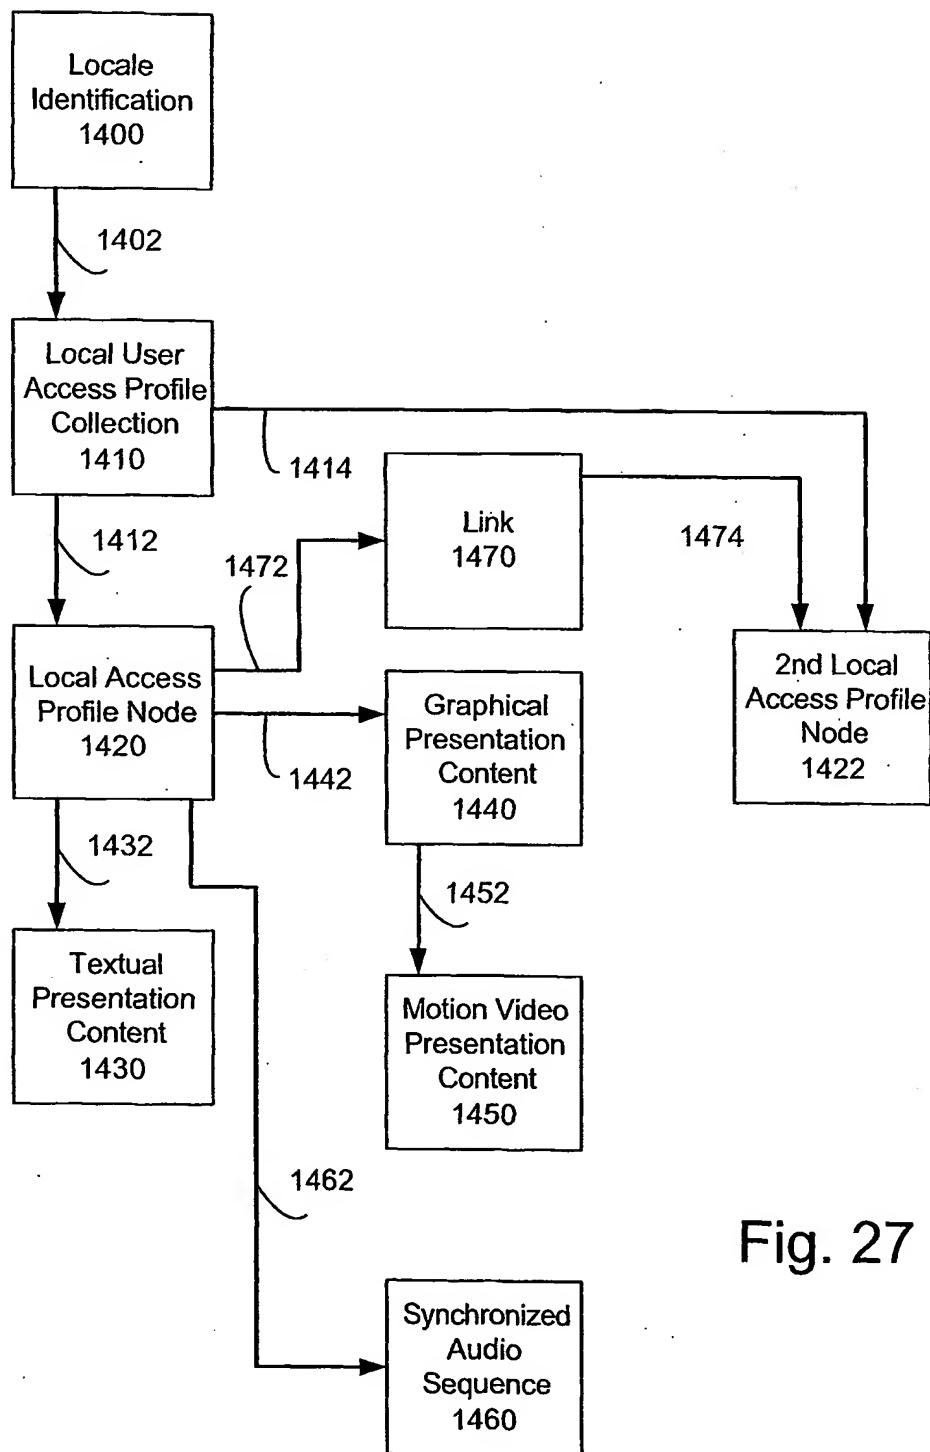 Locale
Identification
1400
1402
Local User
Access Profile
Collection
1410
1414
1412
Link
1470
1472
1474
Local Access
Profile Node
1420
1442
Graphical
Presentation
Content
1440
2nd Local
Access Profile
Node
1422
1432
1452
Textual
Presentation
Content
1430
Motion Video
Presentation
Content
1450
1462
Fig. 27
Synchronized
Audio
Sequence
1460